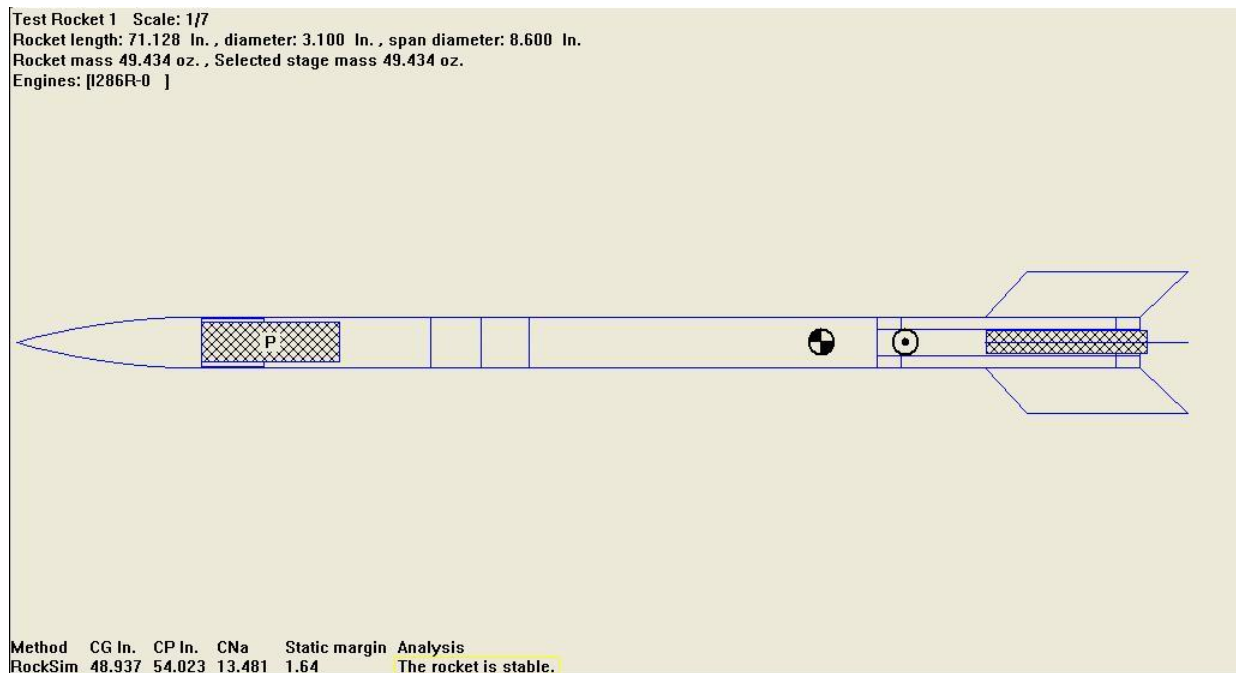 Test Rocket 1 Scale: 1/7
Rocket length: 71.128 In. , diameter: 3.100 In. , span diameter: 8.600 In.
Rocket mass 49.434 oz. , Selected stage mass 49.434 oz.
Engines: [I286R-0 ]
P
Method CG In. CP In. CNa Static margin Analysis
RockSim 48.937 54.023 13.481 1.64 The rocket is stable.